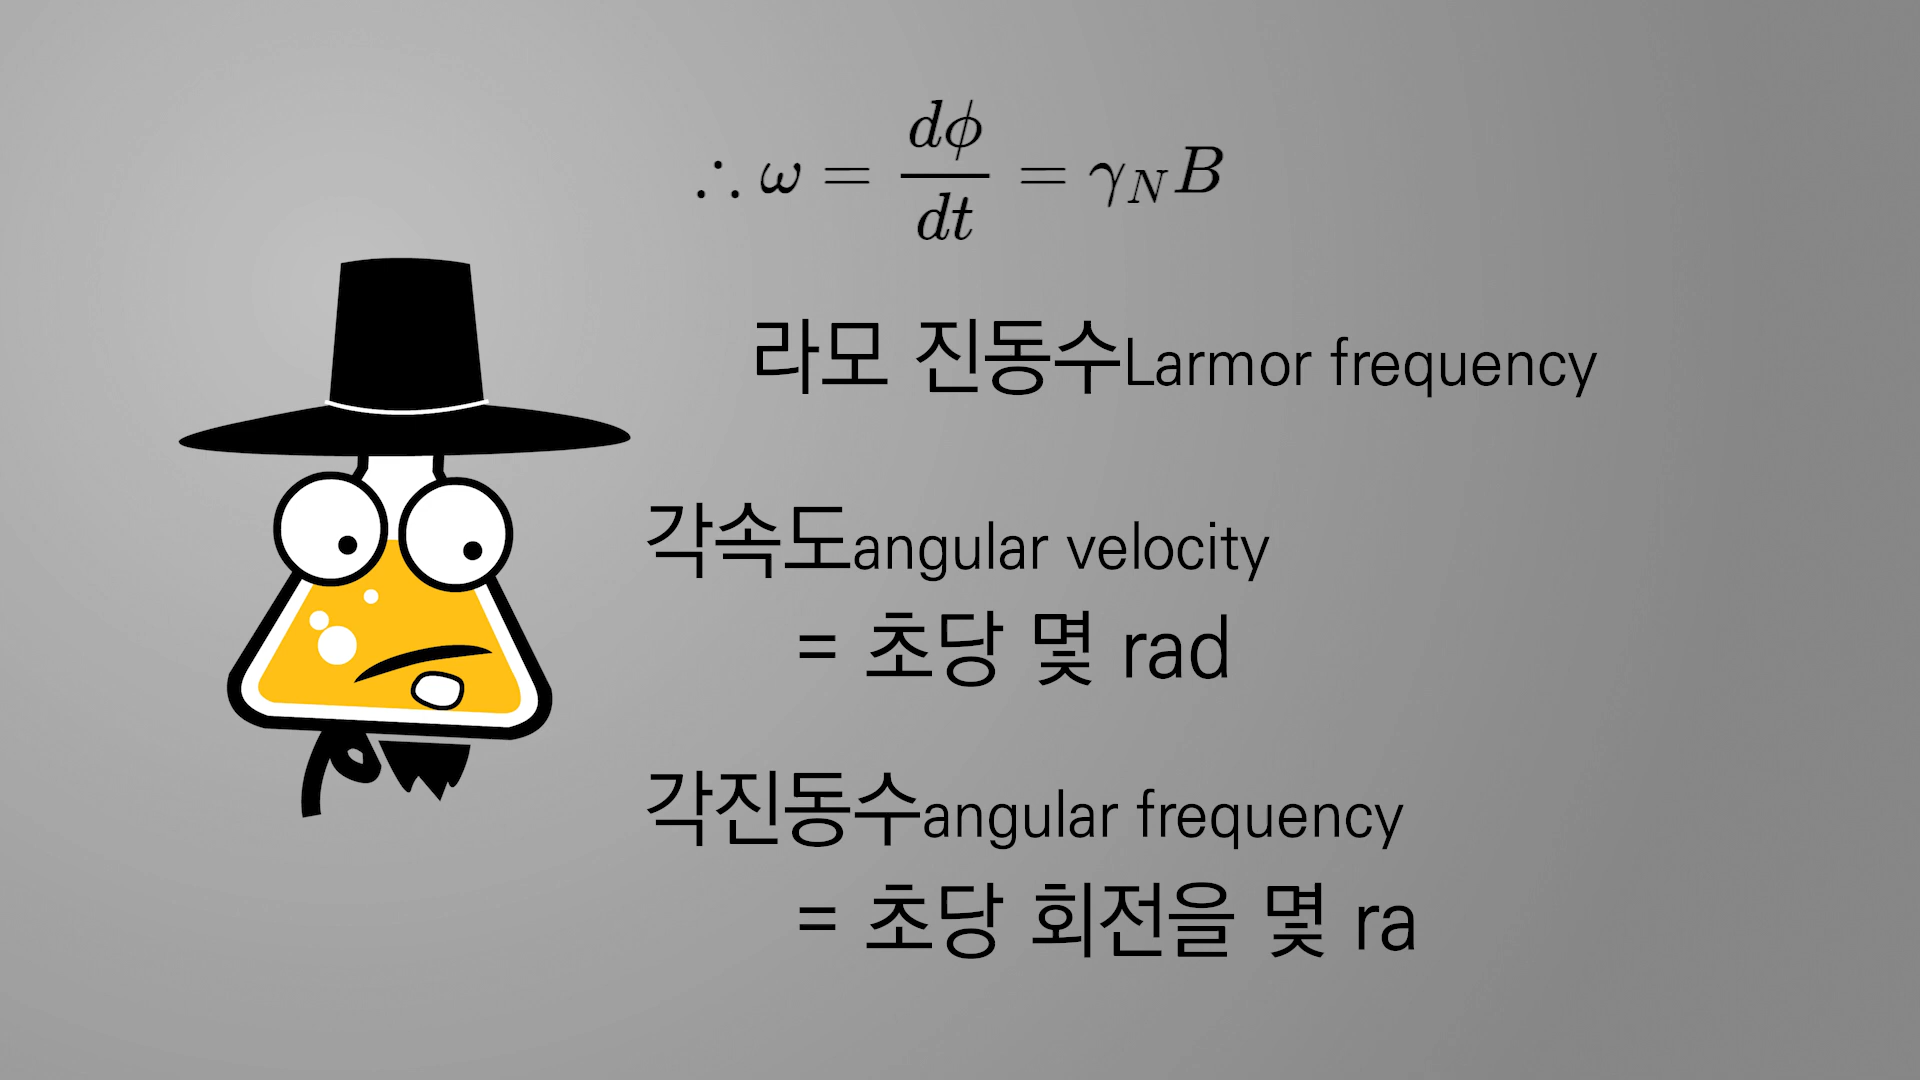 ∴ ω = dϕ/dt = γ_N B
라모 진동수Larmor frequency
각속도angular velocity
= 초당 몇 rad
각진동수angular frequency
= 초당 회전을 몇 ra